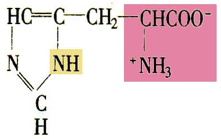 HC=C—CH₂—CHCOO⁻
N NH ⁺NH₃
C
H